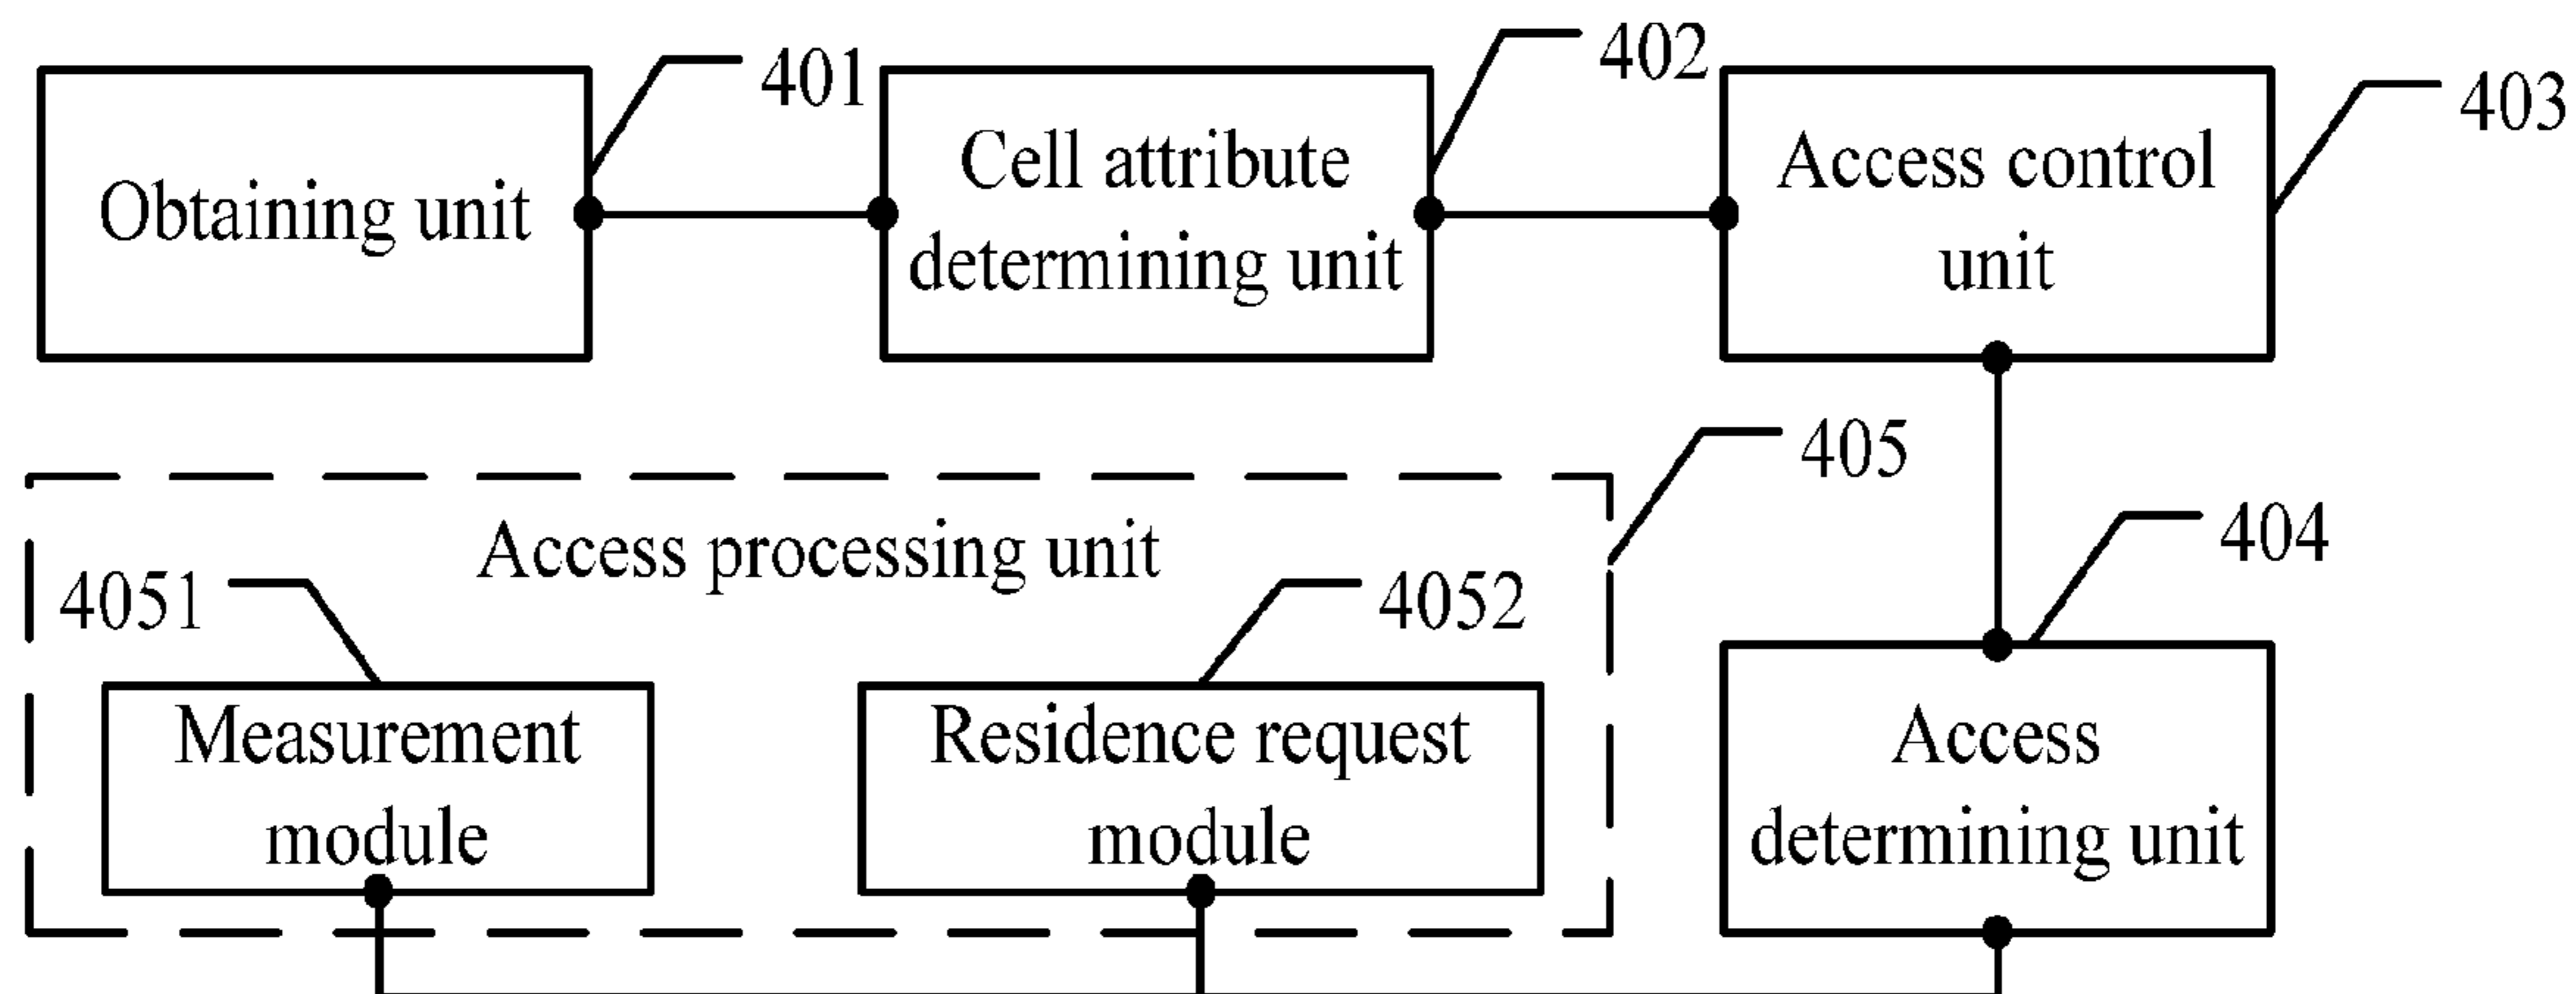 401
402
403
Obtaining unit
Cell attribute
determining unit
Access control
unit
405
404
Access processing unit
4051
4052
Measurement
module
Residence request
module
Access
determining unit